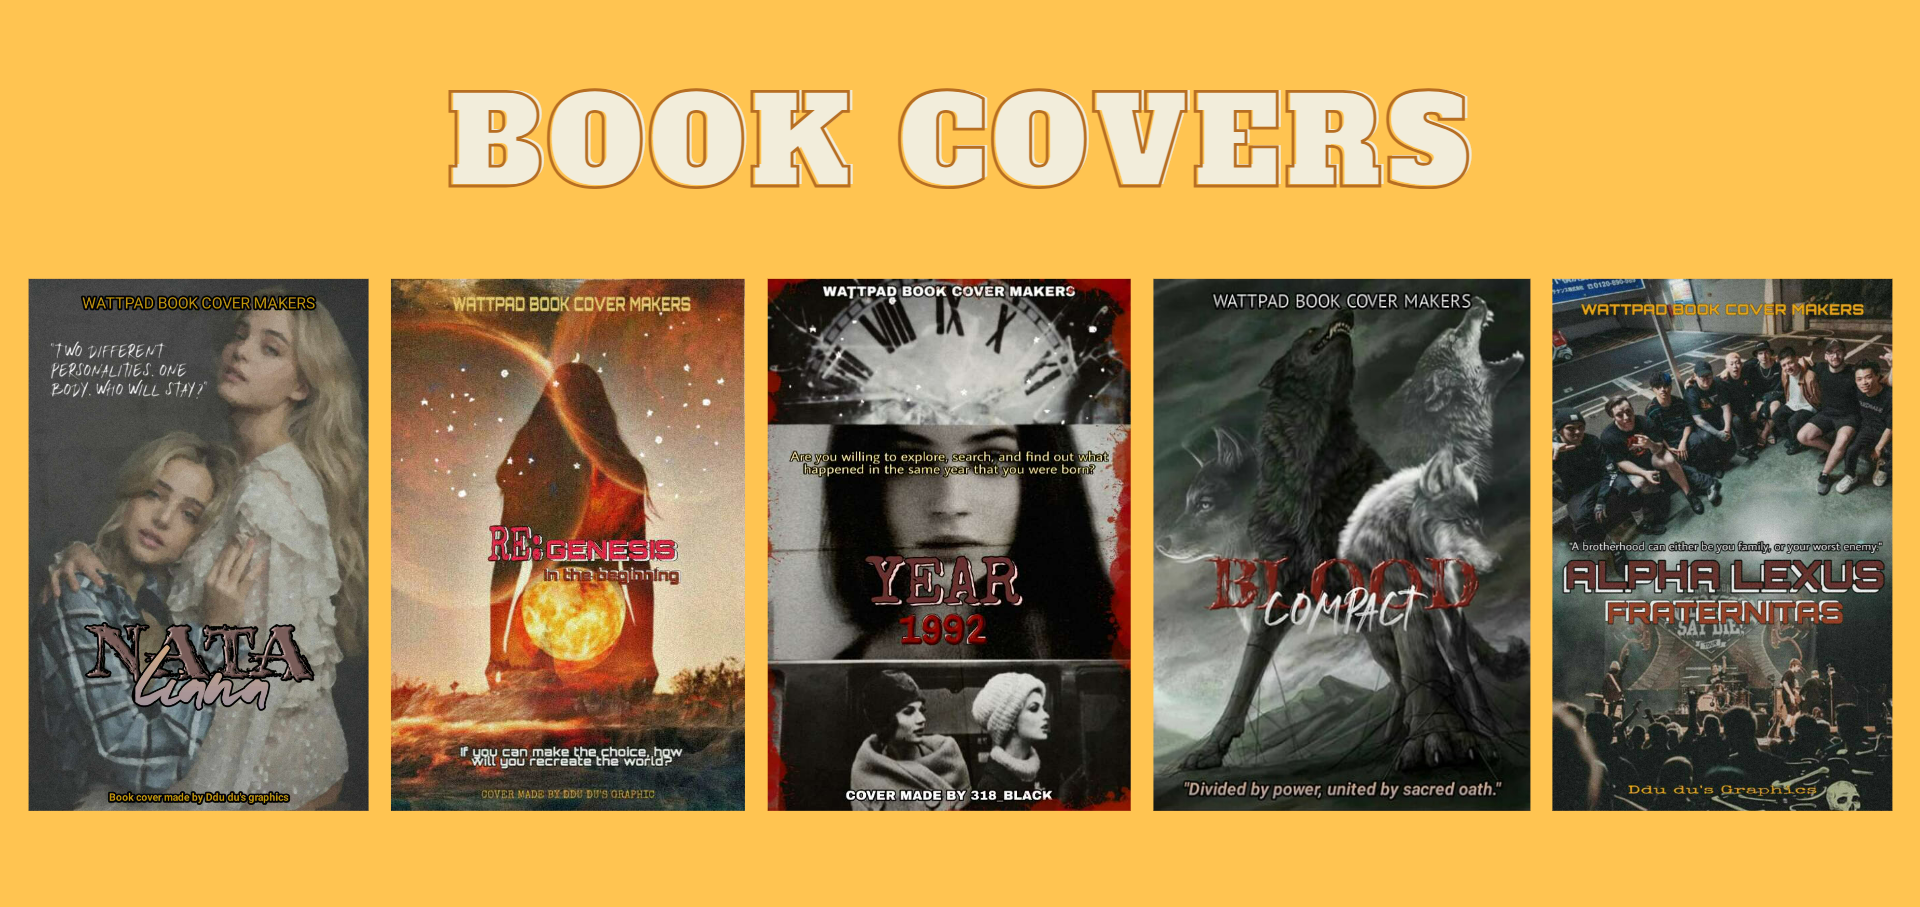 BOOK COVERS
WATTPAD BOOK COVER MAKERS
"TWO DIFFERENT
PERSONALITIES. ONE
BODY. WHO WILL STAY?"
NATA
liana
Book cover made by Ddu du's graphics
WATTPAD BOOK COVER MAKERS
RE:GENESIS
In the beginning
If you can make the choice, how
will you recreate the world?
COVER MADE BY DDU DU'S GRAPHIC
WATTPAD BOOK COVER MAKERS
VIII IX X
Are you willing to explore, search, and find out what
happened in the same year that you were born?
YEAR
1992
COVER MADE BY 318_BLACK
WATTPAD BOOK COVER MAKERS
BLOOD
COMPACT
"Divided by power, united by sacred oath."
WATTPAD BOOK COVER MAKERS
"A brotherhood can either be you family, or your worst enemy."
ALPHA LEXUS
FRATERNITAS
SAY DIE!
Ddu du's Graphics